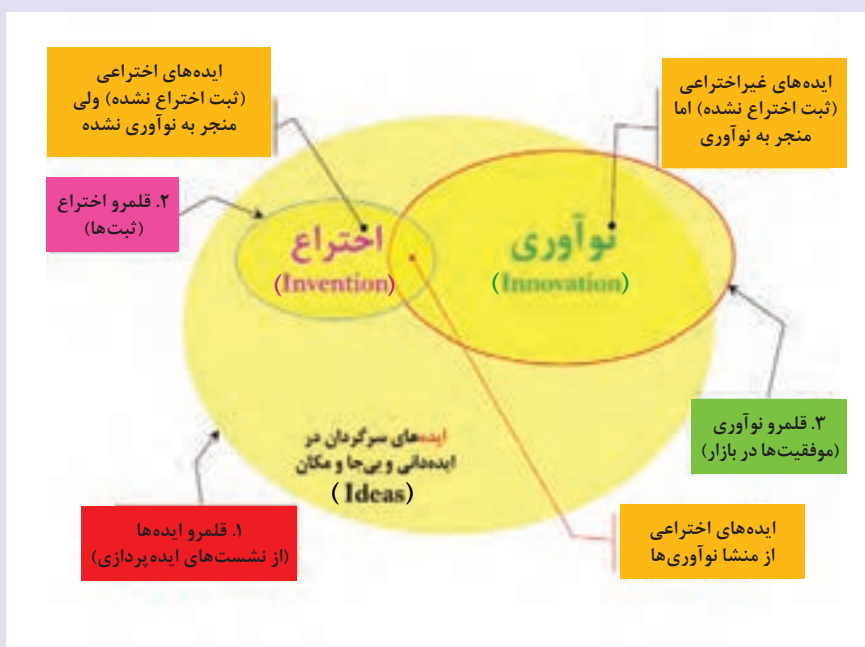 ایده‌های اختراعی
(ثبت اختراع نشده) ولی
منجر به نوآوری نشده
ایده‌های غیراختراعی
(ثبت اختراع نشده) اما
منجر به نوآوری
۲. قلمرو اختراع
(ثبت‌ها)
اختراع
(Invention)
نوآوری
(Innovation)
۳. قلمرو نوآوری
(موفقیت‌ها در بازار)
ایده‌های سرگردان در
ایده‌دانی و بی‌جا و مکان
(Ideas)
۱. قلمرو ایده‌ها
(از نشست‌های ایده‌پردازی)
ایده‌های اختراعی
از منشا نوآوری‌ها